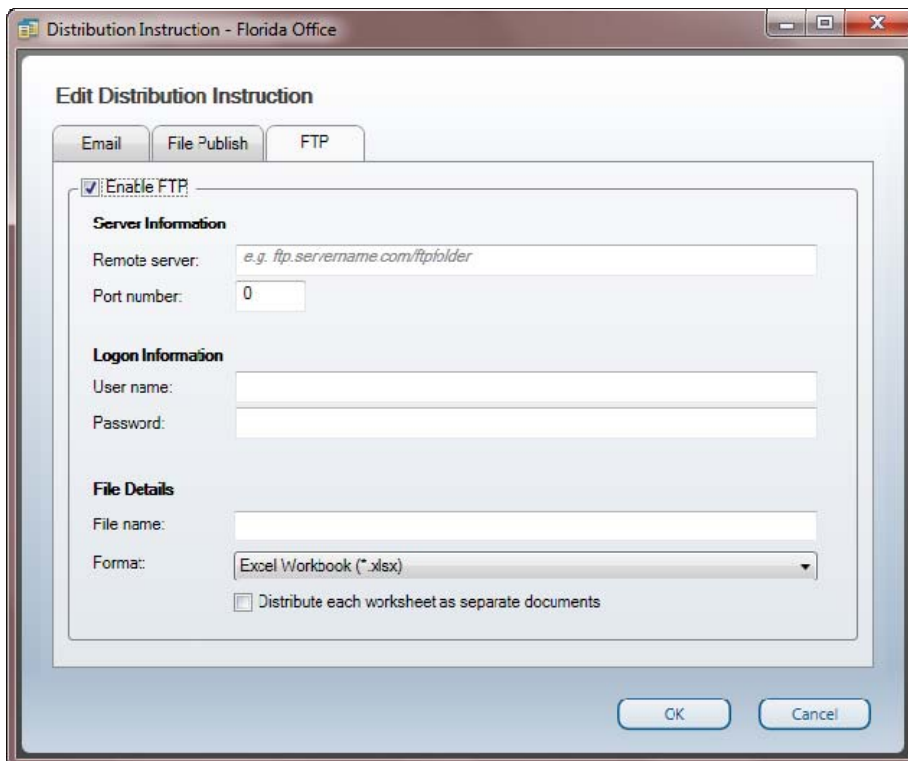 Distribution Instruction - Florida Office
Edit Distribution Instruction
Email
File Publish
FTP
Enable FTP
Server Information
Remote server:
e.g. ftp.servername.com/ftpfolder
Port number:
0
Logon Information
User name:
Password:
File Details
File name:
Format:
Excel Workbook (*.xlsx)
Distribute each worksheet as separate documents
OK
Cancel